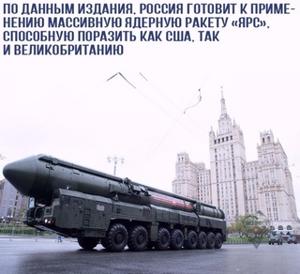 ПО ДАННЫМ ИЗДАНИЯ, РОССИЯ ГОТОВИТ К ПРИМЕ-
НЕНИЮ МАССИВНУЮ ЯДЕРНУЮ РАКЕТУ «ЯРС»,
СПОСОБНУЮ ПОРАЗИТЬ КАК США, ТАК
И ВЕЛИКОБРИТАНИЮ